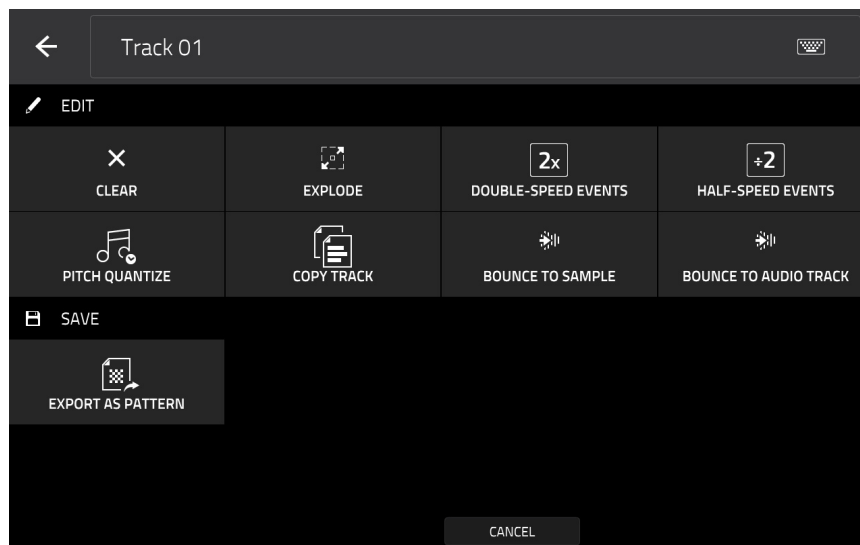 Track 01
EDIT
CLEAR
EXPLODE
2x
DOUBLE-SPEED EVENTS
÷2
HALF-SPEED EVENTS
PITCH QUANTIZE
COPY TRACK
BOUNCE TO SAMPLE
BOUNCE TO AUDIO TRACK
SAVE
EXPORT AS PATTERN
CANCEL